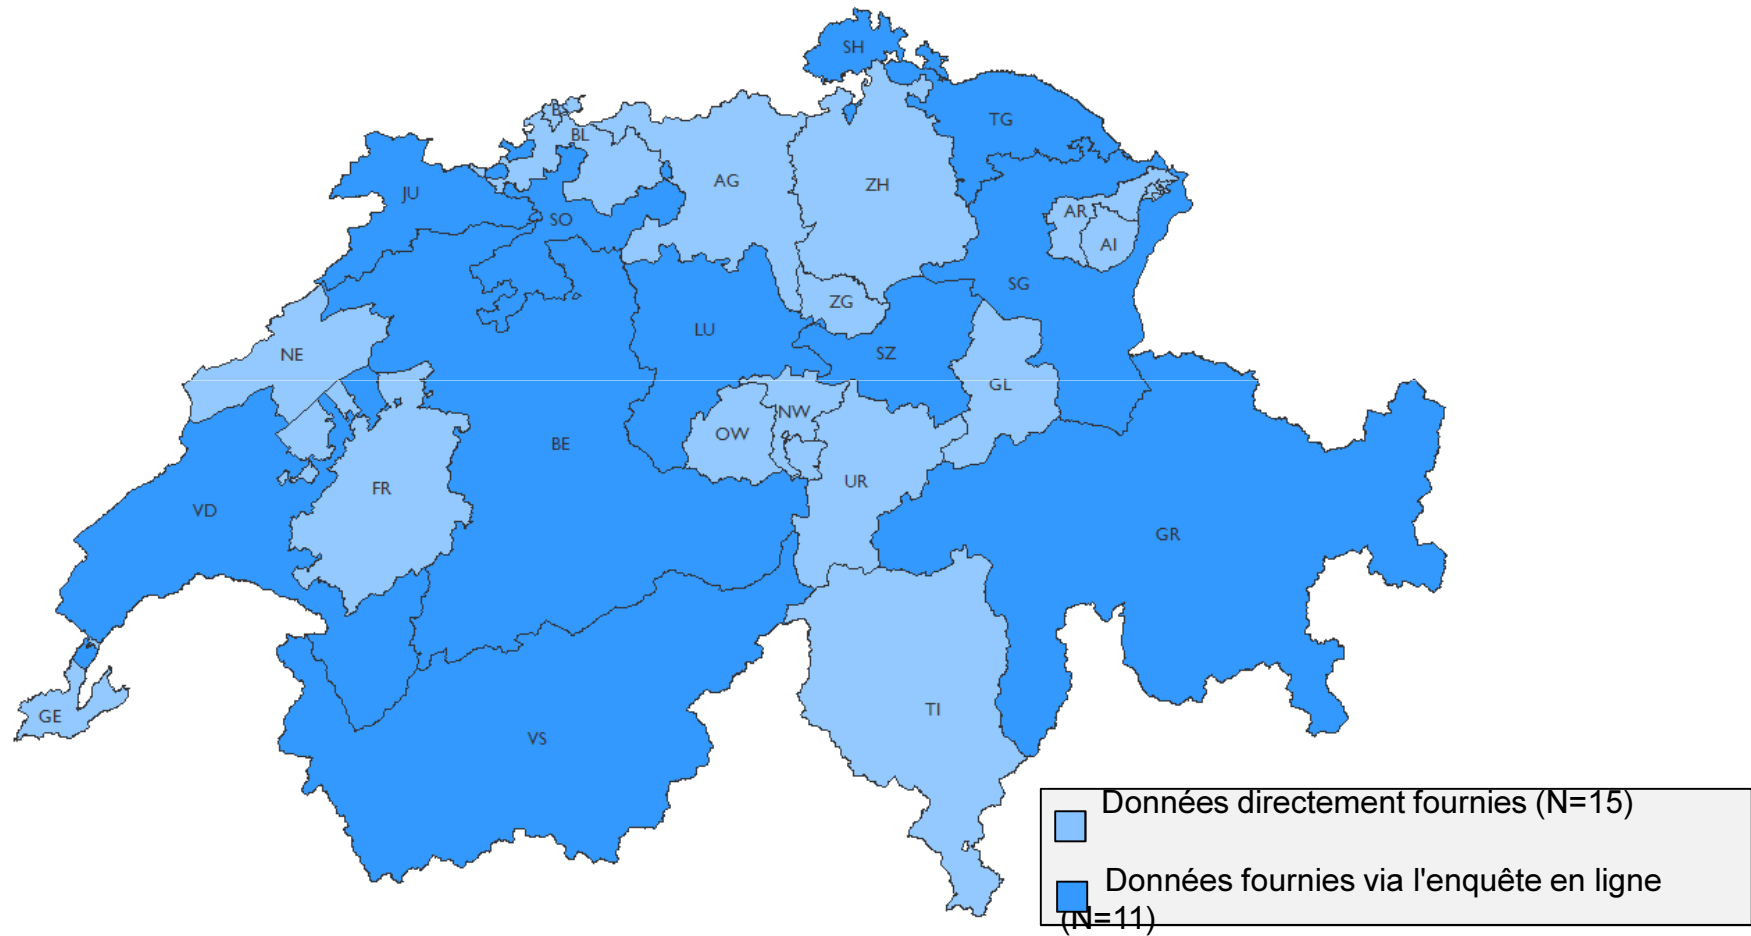 SH
BS
BL
TG
JU
AG
ZH
SO
AR
AI
SG
ZG
LU
NE
SZ
GL
NW
OW
BE
UR
FR
VD
GR
GE
TI
VS
Données directement fournies (N=15)
Données fournies via l'enquête en ligne
(N=11)